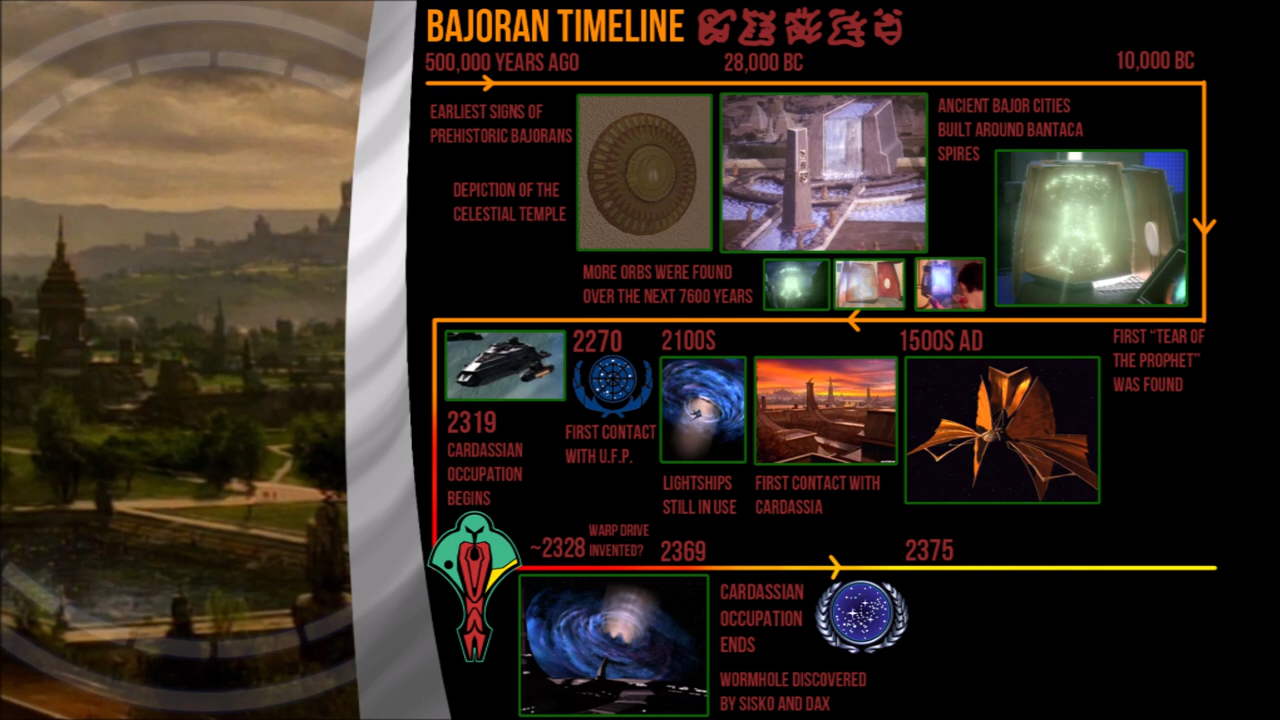 BAJORAN TIMELINE
500,000 YEARS AGO
28,000 BC
10,000 BC
EARLIEST SIGNS OF
PREHISTORIC BAJORANS
DEPICTION OF THE
CELESTIAL TEMPLE
ANCIENT BAJOR CITIES
BUILT AROUND BANTACA
SPIRES
MORE ORBS WERE FOUND
OVER THE NEXT 7600 YEARS
FIRST “TEAR OF
THE PROPHET”
WAS FOUND
1500S AD
2100S
FIRST CONTACT WITH
CARDASSIA
LIGHTSHIPS
STILL IN USE
2270
FIRST CONTACT
WITH U.F.P.
2319
CARDASSIAN
OCCUPATION
BEGINS
~2328 WARP DRIVE
INVENTED?
2369
2375
CARDASSIAN
OCCUPATION
ENDS
WORMHOLE DISCOVERED
BY SISKO AND DAX